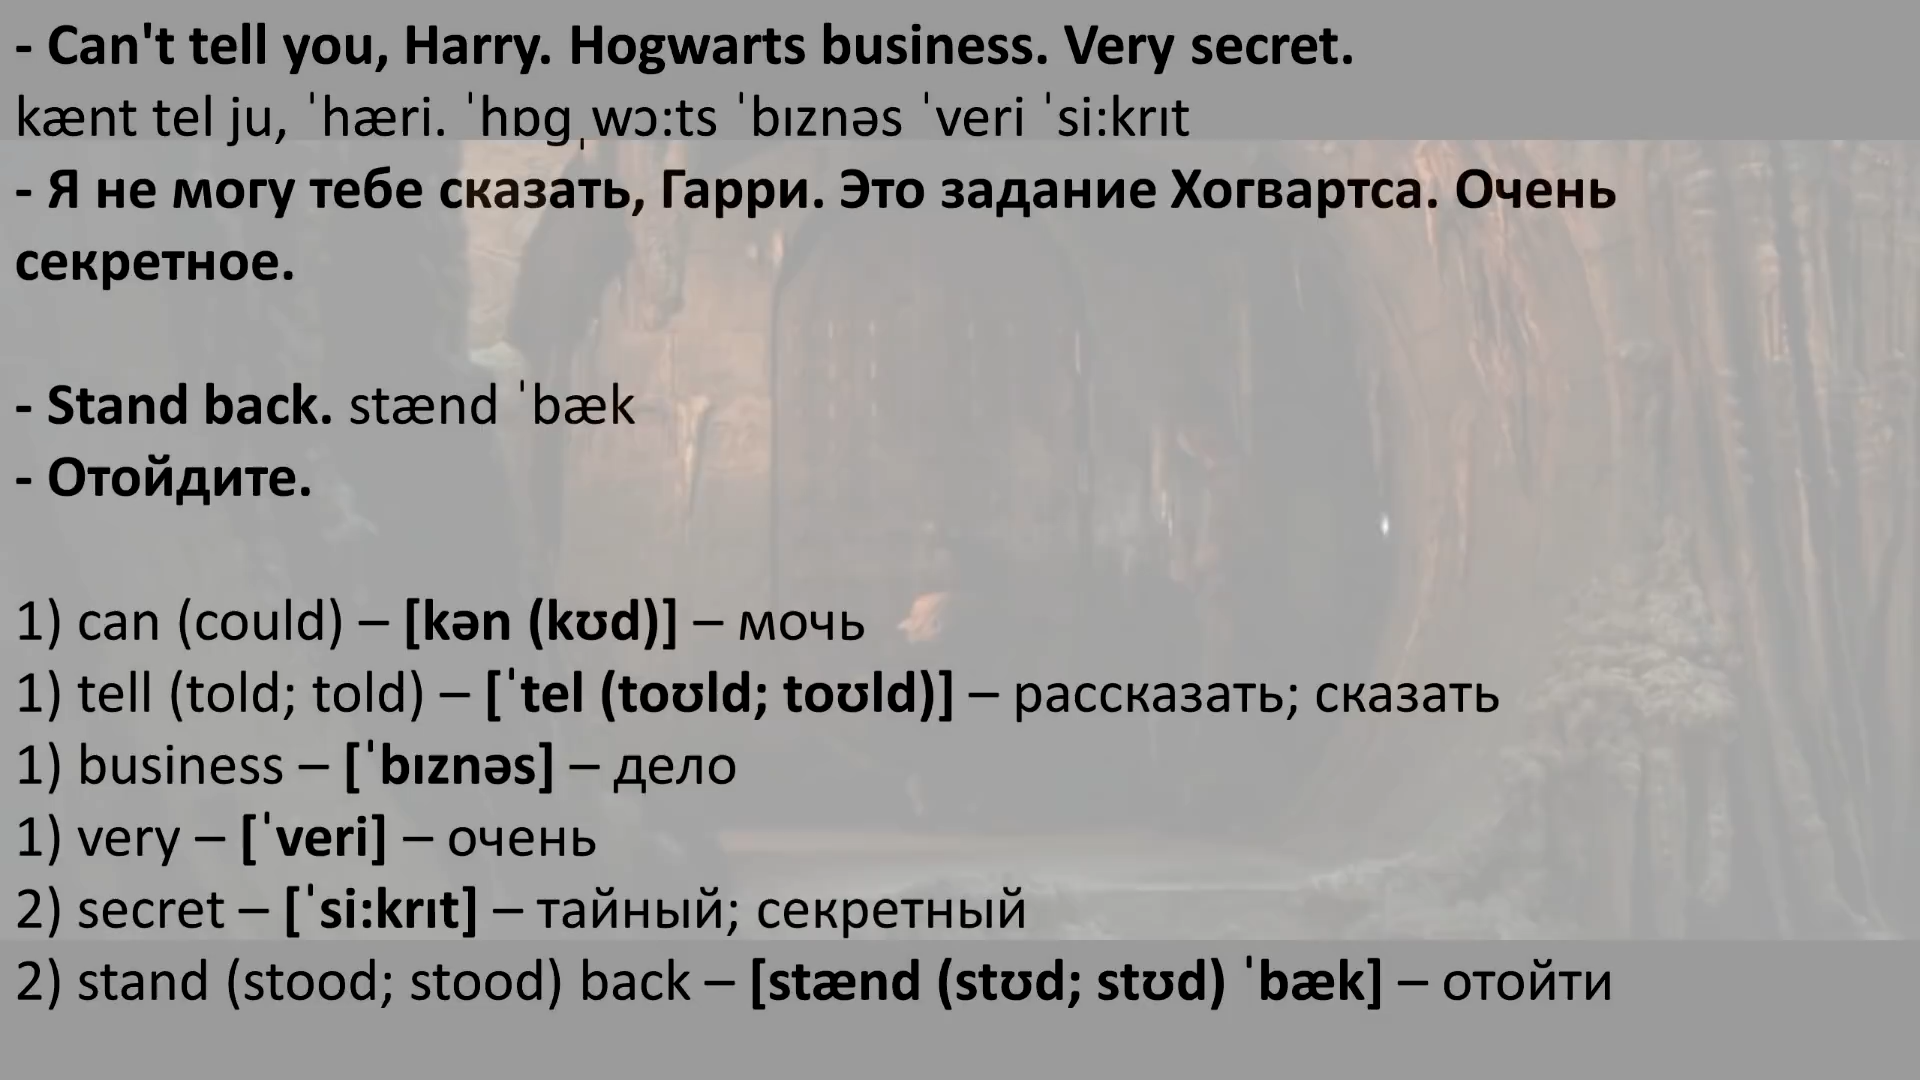 - Can't tell you, Harry. Hogwarts business. Very secret.
kænt tel ju, ˈhæri. ˈhɒgˌwɔ:ts ˈbɪznəs ˈveri ˈsi:krɪt
- Я не могу тебе сказать, Гарри. Это задание Хогвартса. Очень
секретное.
- Stand back. stænd ˈbæk
- Отойдите.
1) can (could) – [kən (kʊd)] – мочь
1) tell (told; told) – [ˈtel (toʊld; toʊld)] – рассказать; сказать
1) business – [ˈbɪznəs] – дело
1) very – [ˈveri] – очень
2) secret – [ˈsi:krɪt] – тайный; секретный
2) stand (stood; stood) back – [stænd (stʊd; stʊd) ˈbæk] – отойти